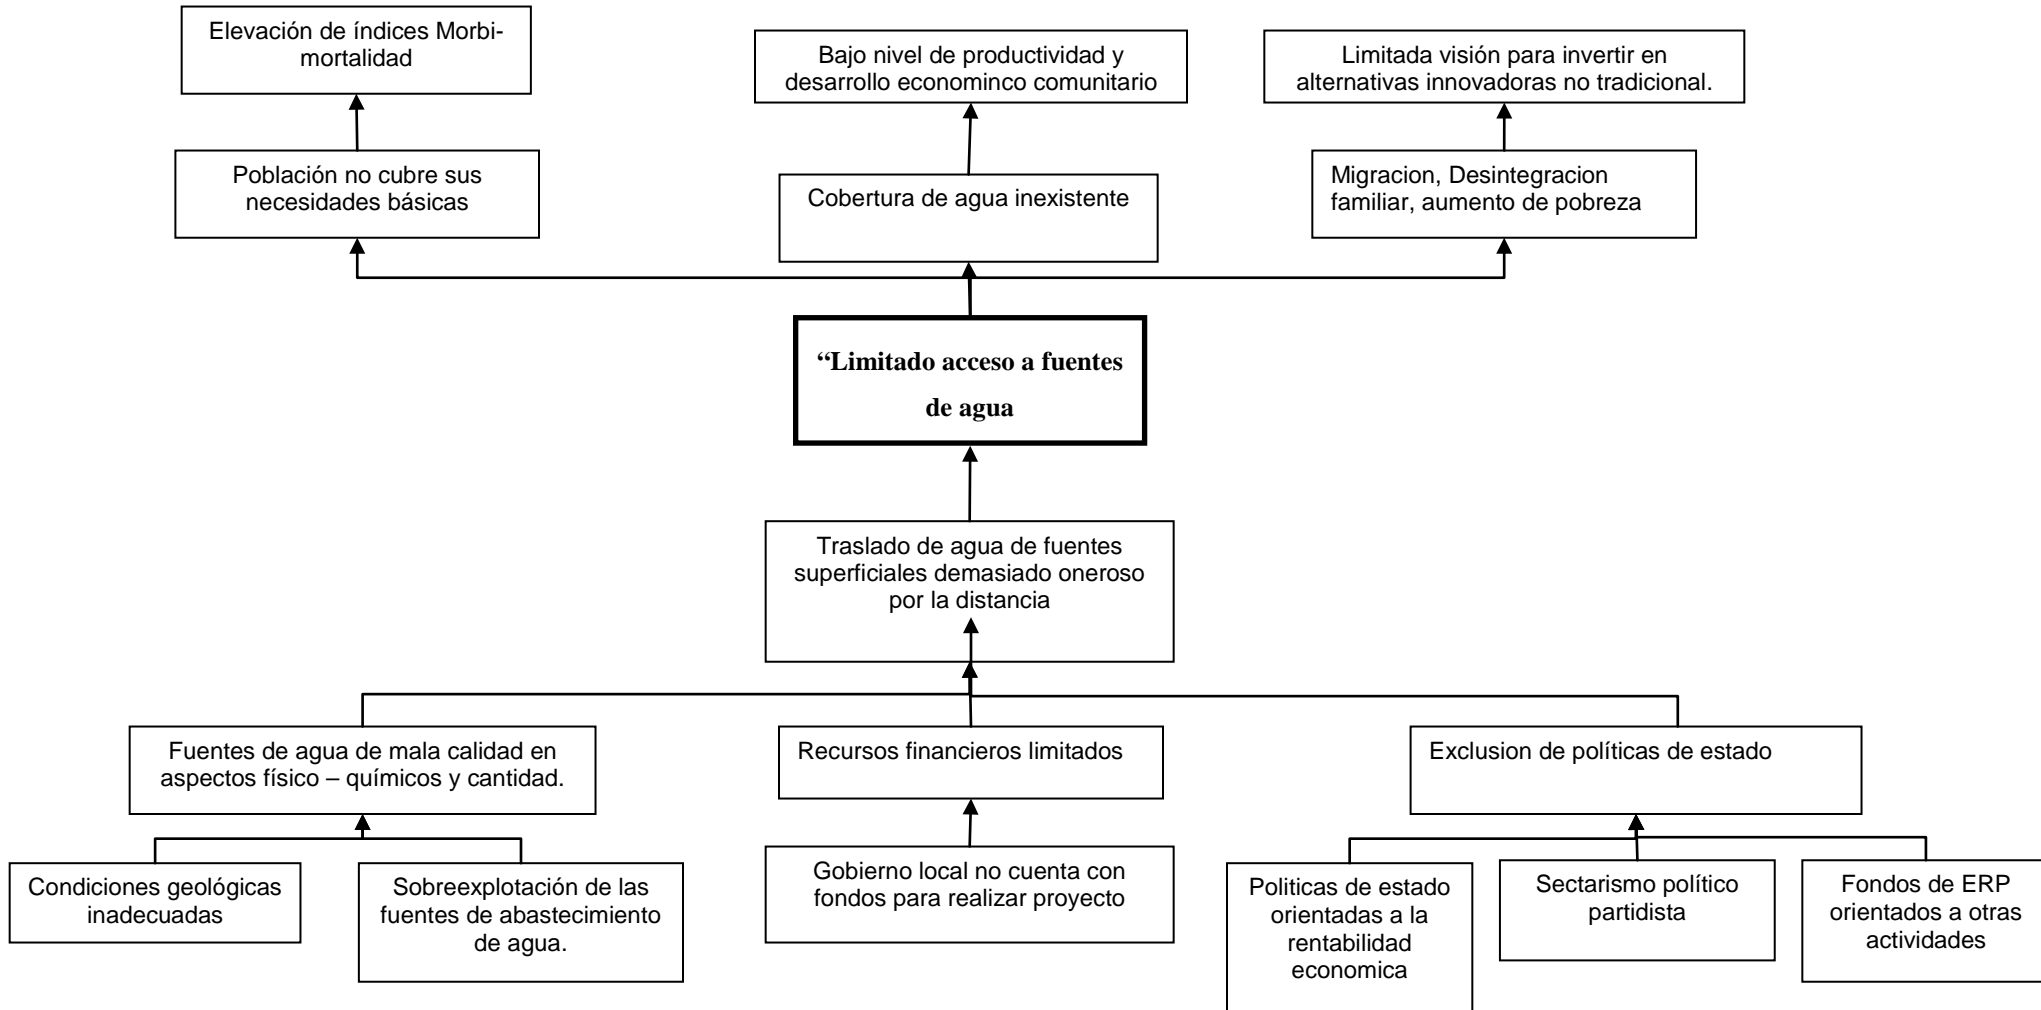 Elevación de índices Morbi-
mortalidad
Bajo nivel de productividad y
desarrollo econominco comunitario
Limitada visión para invertir en
alternativas innovadoras no tradicional.
Población no cubre sus
necesidades básicas
Cobertura de agua inexistente
Migracion, Desintegracion
familiar, aumento de pobreza
“Limitado acceso a fuentes
de agua
Traslado de agua de fuentes
superficiales demasiado oneroso
por la distancia
Fuentes de agua de mala calidad en
aspectos físico – químicos y cantidad.
Recursos financieros limitados
Exclusion de políticas de estado
Condiciones geológicas
inadecuadas
Sobreexplotación de las
fuentes de abastecimiento
de agua.
Gobierno local no cuenta con
fondos para realizar proyecto
Politicas de estado
orientadas a la
rentabilidad
economica
Sectarismo político
partidista
Fondos de ERP
orientados a otras
actividades